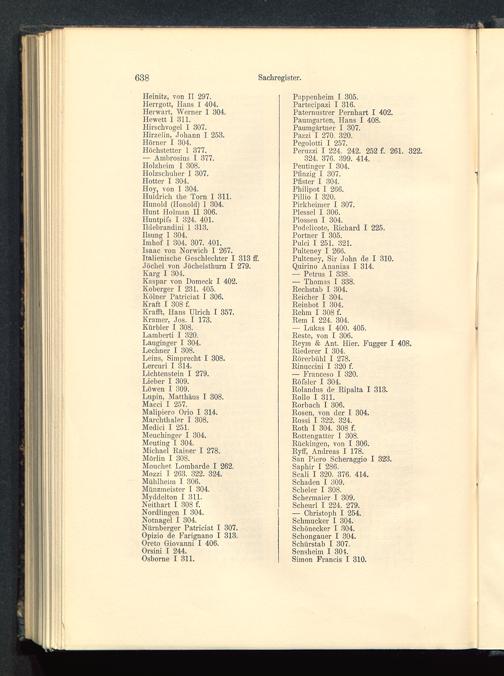 638
Sachregister.
Heinitz, von II 297.
Herrgott, Hans I 404.
Herwart, Werner I 304.
Hewett I 311.
Hirschvogel I 307.
Hirzelin, Johann I 253.
Hörner I 304.
Höchstetter I 377.
— Ambrosius I 377.
Holzheim I 308.
Holzschuher I 307.
Hotter I 304.
Hoy, von I 304.
Huldrich the Torn I 311.
Hunold (Honold) I 304.
Hunt Holman II 306.
Huntpifs I 324. 401.
Ildebrandini I 313.
Ilsung I 304.
Imhof I 304. 307. 401.
Isaac von Norwich I 267.
Italienische Geschlechter I 313 ff.
Jöchel von Jöchelsthurn I 279.
Karg I 304.
Kaspar von Domeck I 402.
Koberger I 231. 405.
Kölner Patriciat I 306.
Kraft I 308 f.
Krafft, Hans Ulrich I 357.
Kramer, Jos. I 173.
Kürbler I 308.
Lamberti I 320.
Lauginger I 304.
Lechner I 308.
Leins, Simprecht I 308.
Lercari I 314.
Lichtenstein I 279.
Lieber I 309.
Löwen I 309.
Lupin, Matthäus I 308.
Macci I 257.
Malipiero Orio I 314.
Marchthaler I 308.
Medici I 251.
Meuchinger I 304.
Meuting I 304.
Michael Raiser I 278.
Mörlin I 308.
Mouchet Lombarde I 262.
Mozzi I 263. 322. 324.
Mühlheim I 306.
Münzmeister I 304.
Myddelton I 311.
Neithart I 308 f.
Nordlingen I 304.
Notnagel I 304.
Nürnberger Patriciat I 307.
Opizio de Farignano I 313.
Oreto Giovanni I 406.
Orsini I 244.
Osborne I 311.
Pappenheim I 305.
Partecipazi I 316.
Paternustrer Pernhart I 402.
Paumgarten, Hans I 408.
Paumgärtner I 307.
Pazzi I 270. 320.
Pegolotti I 257.
Peruzzi I 224. 242. 252 f. 261. 322.
324. 376. 399. 414.
Peutinger I 304.
Pfinzig I 307.
Pfister I 304.
Philipot I 266.
Pillio I 320.
Pirkheimer I 307.
Plessel I 306.
Plossen I 304.
Podelicote, Richard I 225.
Portner I 305.
Pulci I 251. 321.
Pulteney I 266.
Pulteney, Sir John de I 310.
Quirino Ananias I 314.
— Petrus I 338.
— Thomas I 338.
Rechstab I 304.
Reicher I 304.
Reinbot I 304.
Rehm I 308 f.
Rem I 224. 304.
— Lukas I 400. 405.
Reste, von I 306.
Reym & Ant. Hier. Fugger I 408.
Riederer I 304.
Rörerbühl I 278.
Rinuccini I 320 f.
— Franceso I 320.
Röfsler I 304.
Rolandus de Ripalta I 313.
Rollo I 311.
Rorbach I 306.
Rosen, von der I 304.
Rossi I 322. 324.
Roth I 304. 308 f.
Rottengatter I 308.
Rückingen, von I 306.
Ryff, Andreas I 178.
San Piero Scheraggio I 323.
Saphir I 286.
Scali I 320. 376. 414.
Schaden I 309.
Scheler I 308.
Schermaier I 309.
Scheurl I 224. 279.
— Christoph I 254.
Schmucker I 304.
Schönecker I 304.
Schongauer I 304.
Schürstab I 307.
Sensheim I 304.
Simon Francis I 310.